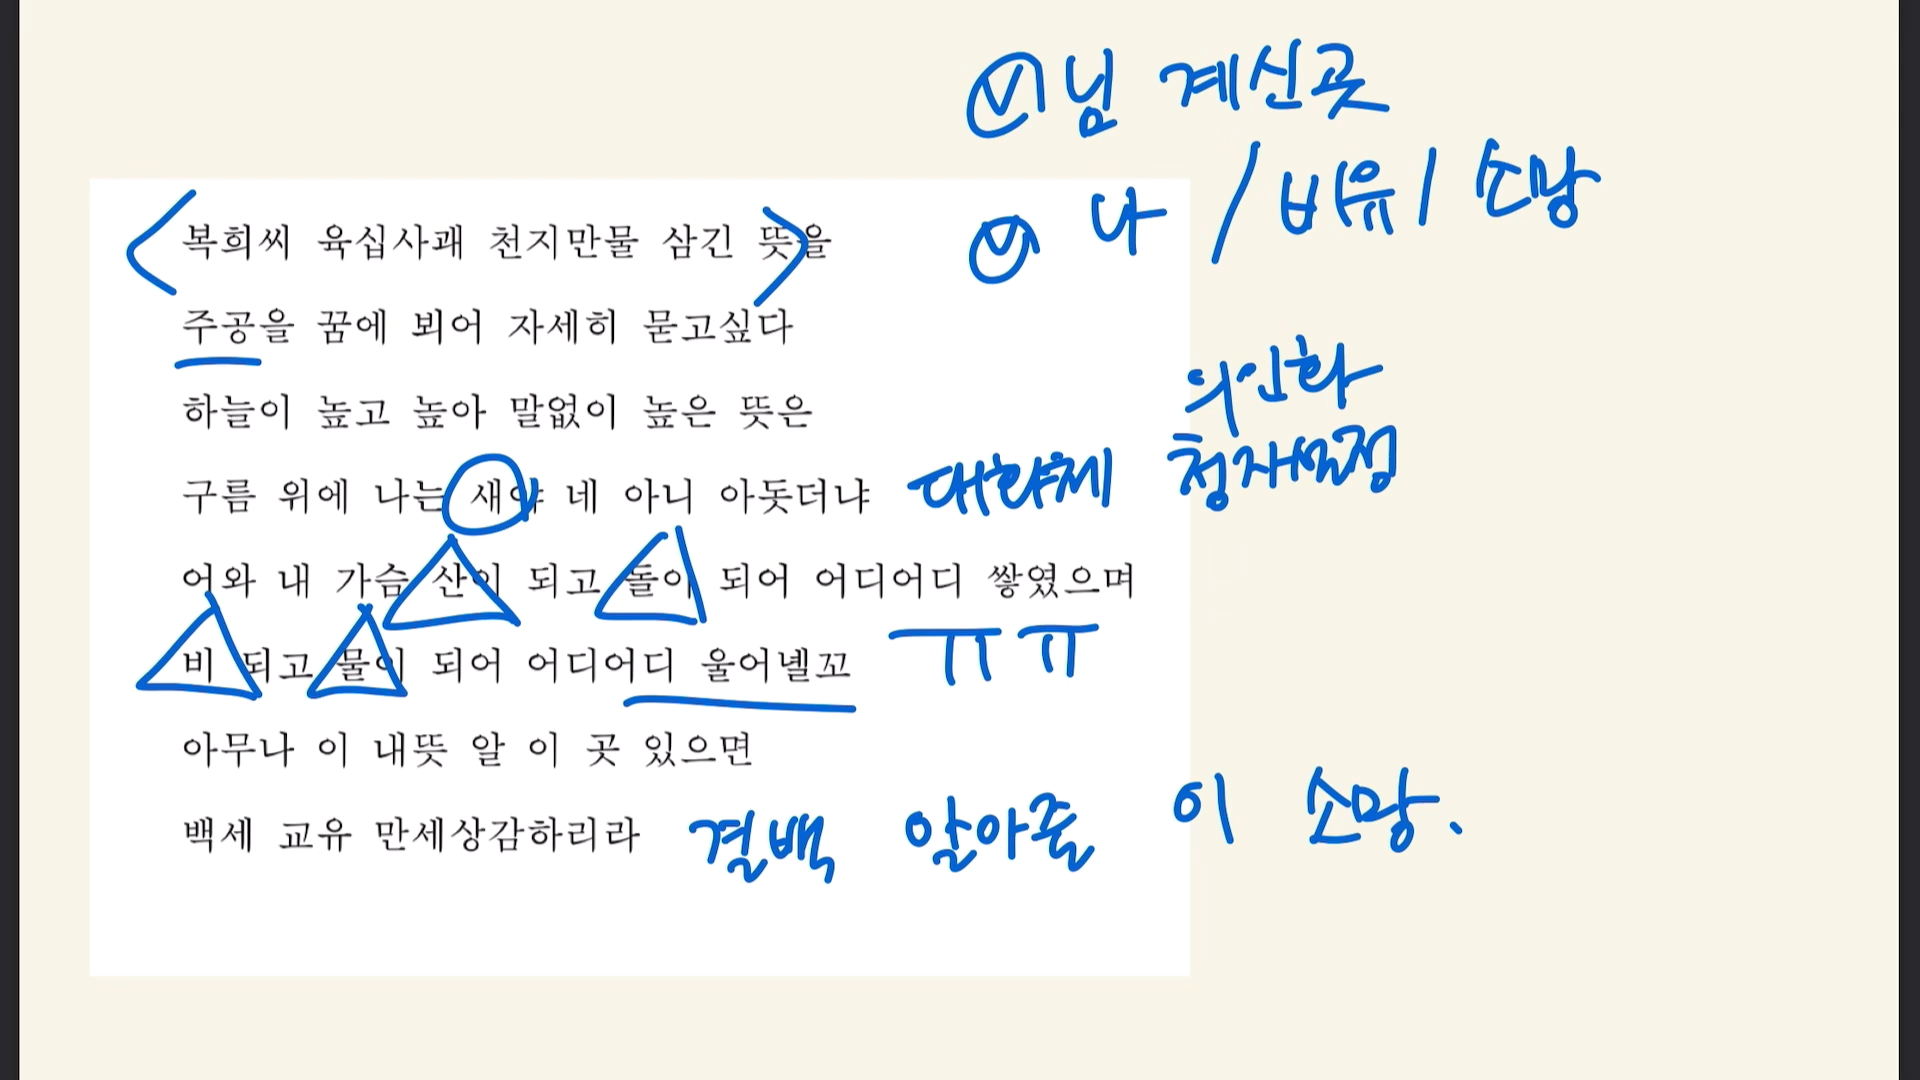 님 계신곳
나 / 비유 / 소망
복희씨 육십사괘 천지만물 삼긴 뜻을
주공을 꿈에 뵈어 자세히 묻고싶다
의인화
하늘이 높고 높아 말없이 높은 뜻은
구름 위에 나는 새야 네 아니 아돗더냐 대화체 청자설정
어와 내 가슴 산이 되고 돌이 되어 어디어디 쌓였으며
비 되고 물이 되어 어디어디 울어녤꼬 ㅠㅠ
아무나 이 내뜻 알 이 곳 있으면
백세 교유 만세상감하리라 결백 알아줄 이 소망.